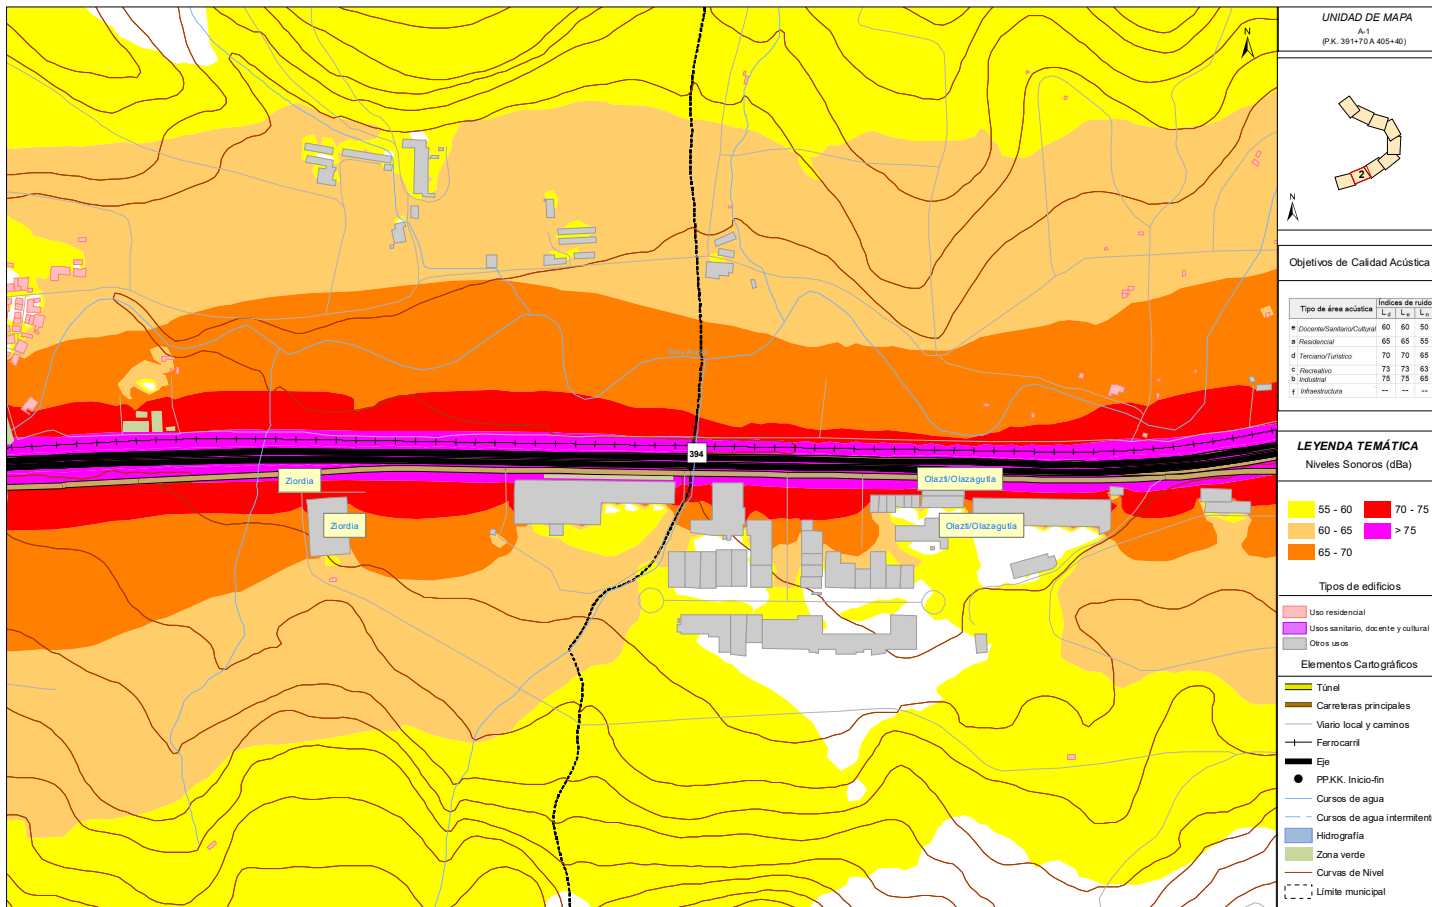 UNIDAD DE MAPA
A-1
(P.K. 391+70 A 405+40)
N
N
2
N
Objetivos de Calidad Acústica
Tipo de área acústica
Índices de ruido
L d L e L n
e Docente/Sanitario/Cultural 60 60 50
a Residencial 65 65 55
d Terciario/Turístico 70 70 65
c Recreativo 73 73 63
b Industrial 75 75 65
f Infraestructura -- -- --
394
Ziordia
Olazti/Olazagutía
Ziordia
Olazti/Olazagutía
LEYENDA TEMÁTICA
Niveles Sonoros (dBa)
55 - 60 70 - 75
60 - 65 > 75
65 - 70
Tipos de edificios
Uso residencial
Usos sanitario, docente y cultural
Otros usos
Elementos Cartográficos
Túnel
Carreteras principales
Viario local y caminos
Ferrocarril
Eje
PP.KK. Inicio-fin
Cursos de agua
Cursos de agua intermitente
Hidrografía
Zona verde
Curvas de Nivel
Límite municipal